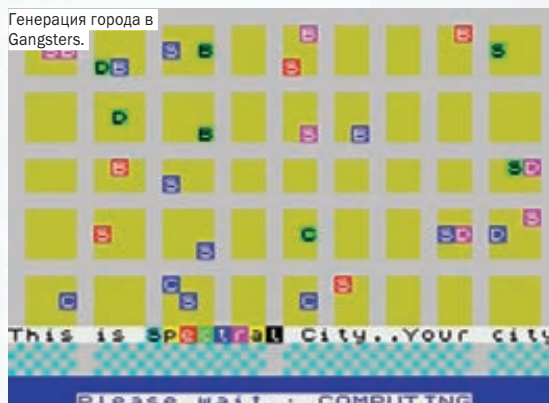 Генерация города в
Gangsters.
B B
S B S
D B S
D
B S B
B S D
S
S
S C S D D
S
C S
C S C
This is Spectral City..Your city
Please wait : COMPUTING